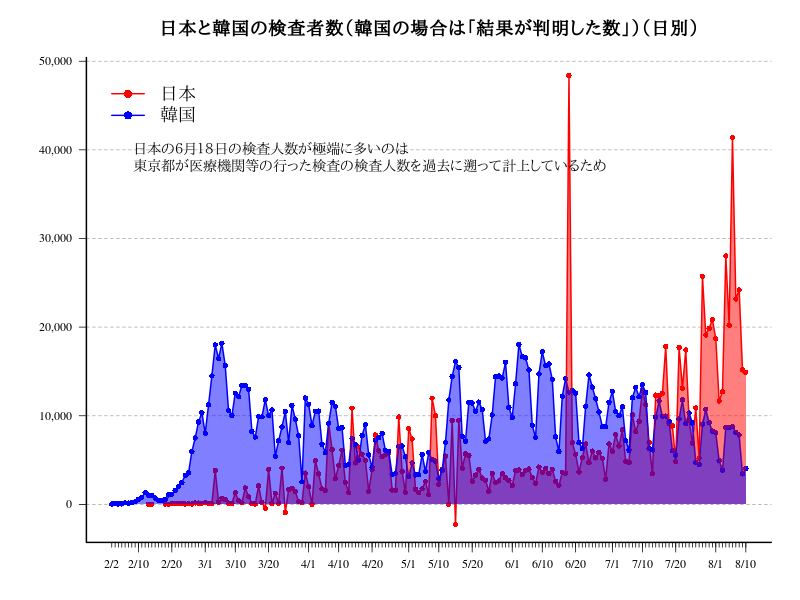 日本と韓国の検査者数（韓国の場合は「結果が判明した数」）（日別）
50,000
日本
韓国
日本の6月18日の検査人数が極端に多いのは
40,000
東京都が医療機関等の行った検査の検査人数を過去に遡って計上しているため
30,000
20,000
10,000
0
2/2 2/10 2/20 3/1 3/10 3/20 4/1 4/10 4/20 5/1 5/10 5/20 6/1 6/10 6/20 7/1 7/10 7/20 8/1 8/10